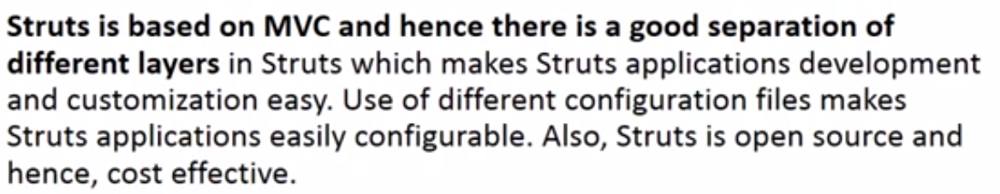 Struts is based on MVC and hence there is a good separation of
different layers in Struts which makes Struts applications development
and customization easy. Use of different configuration files makes
Struts applications easily configurable. Also, Struts is open source and
hence, cost effective.